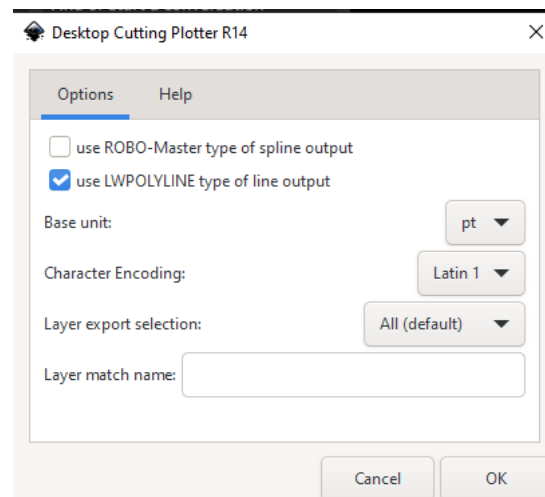 Desktop Cutting Plotter R14
Options Help
use ROBO-Master type of spline output
use LWPOLYLINE type of line output
Base unit: pt
Character Encoding: Latin 1
Layer export selection: All (default)
Layer match name:
Cancel OK